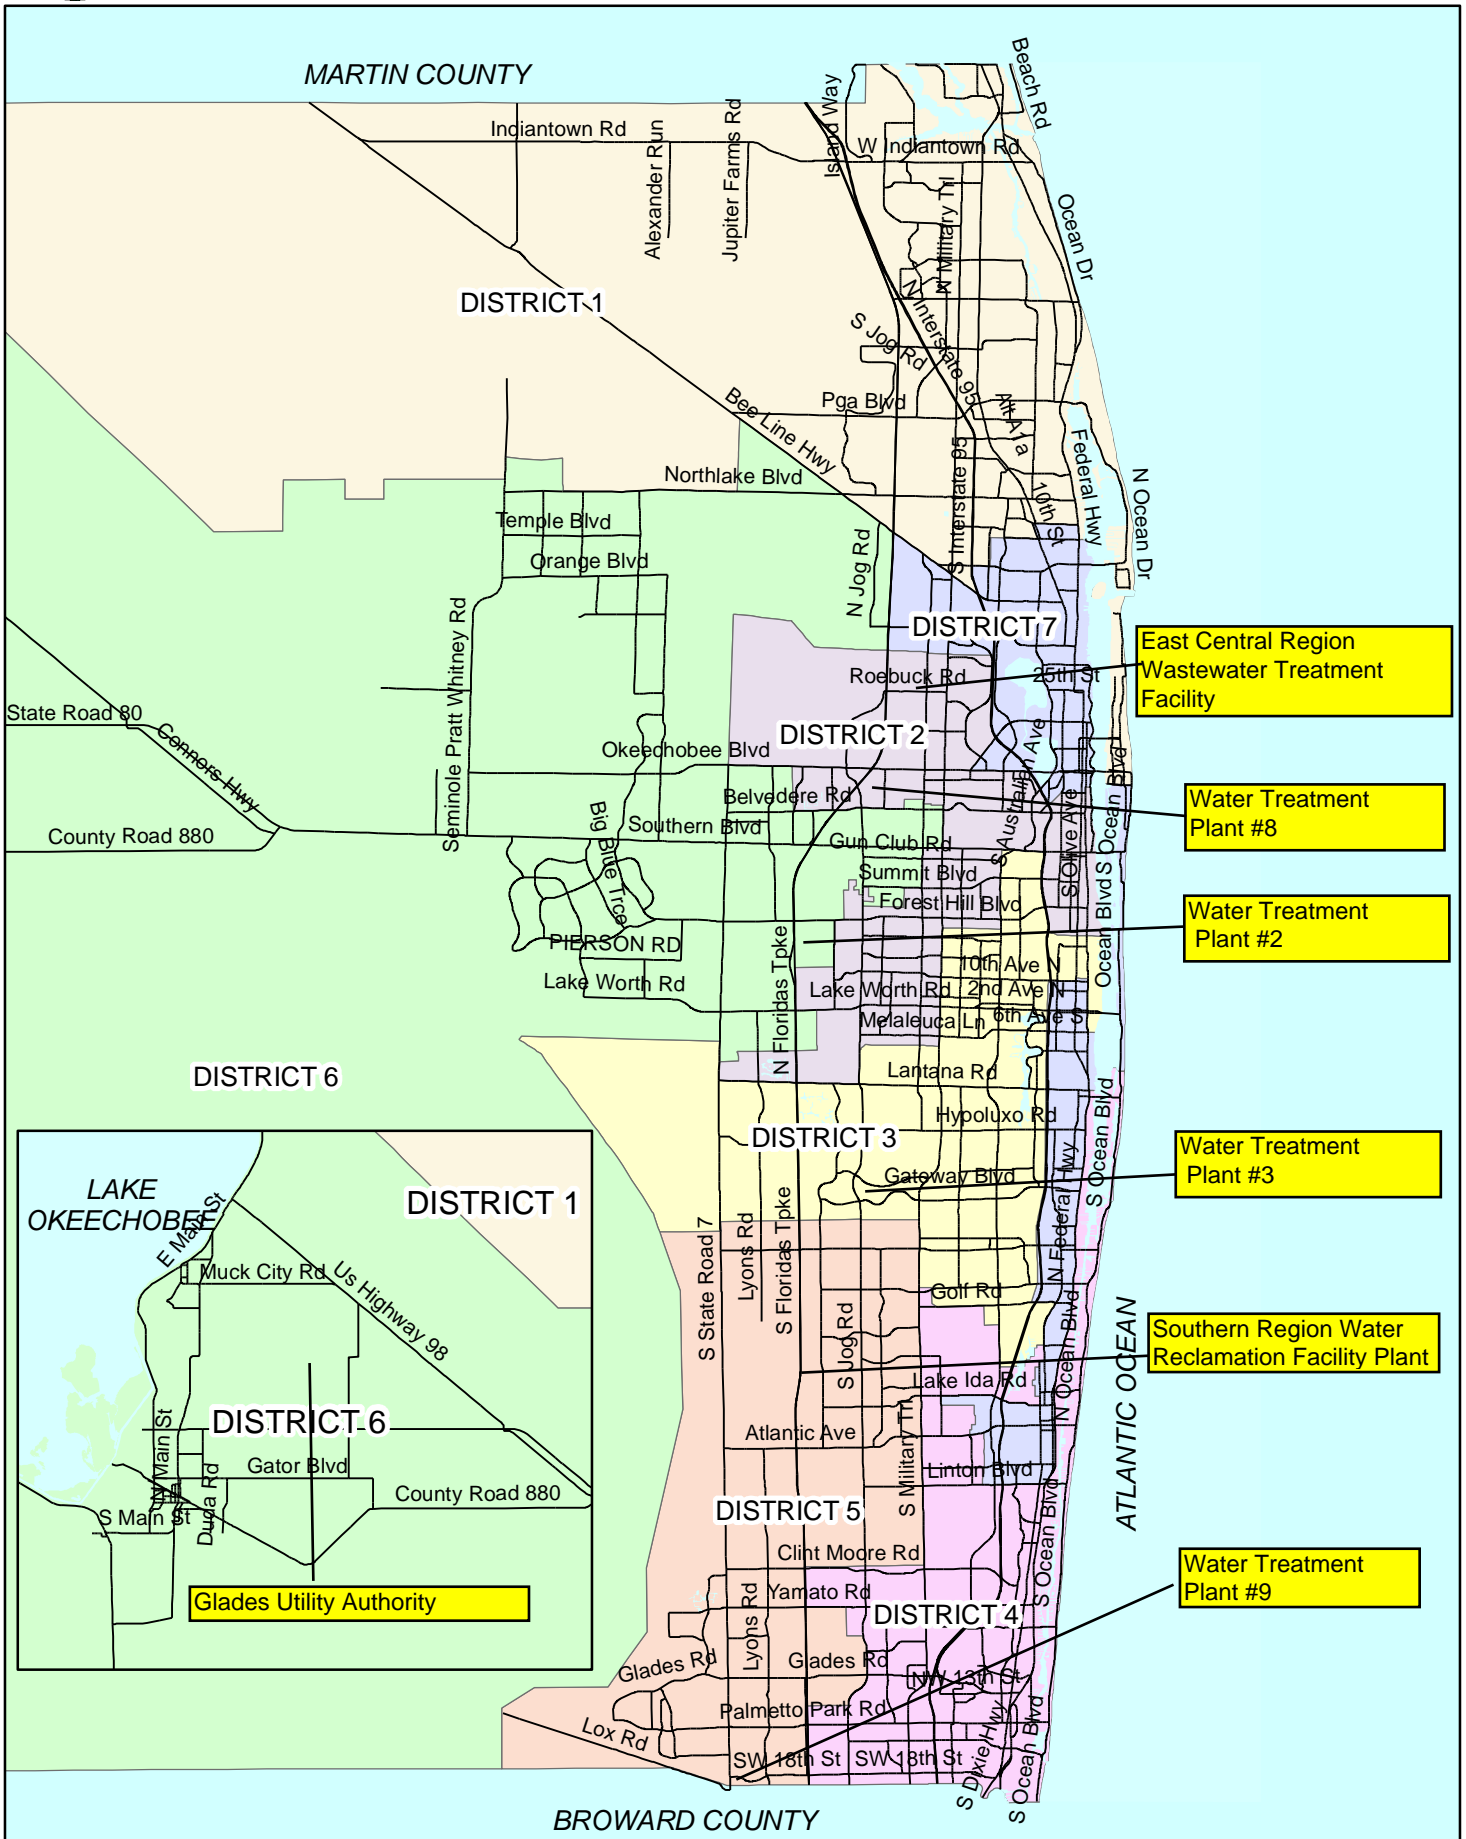 MARTIN COUNTY
Beach Rd
Island Way
Indiantown Rd
W Indiantown Rd
Alexander Run
Jupiter Farms Rd
N Military Trl
Ocean Dr
DISTRICT 1
N Interstate 95
S Jog Rd
Pga Blvd
Alt A1a
Bee Line Hwy
Federal Hwy
S Interstate 95
Northlake Blvd
N Ocean Dr
10th St
Temple Blvd
Orange Blvd
N Jog Rd
Seminole Pratt Whitney Rd
DISTRICT 7
East Central Region
Wastewater Treatment
Facility
Roebuck Rd
25th St
State Road 80
Connors Hwy
DISTRICT 2
Okeechobee Blvd
S Australian Ave
S Ocean Blvd
Belvedere Rd
Water Treatment
Plant #8
Big Blue Trce
Southern Blvd
County Road 880
Gun Club Rd
S Olive Ave
Summit Blvd
Forest Hill Blvd
Ocean Blvd
Water Treatment
Plant #2
PIERSON RD
N Floridas Tpke
10th Ave N
Lake Worth Rd
Lake Worth Rd
2nd Ave N
Melaleuca Ln
6th Ave S
DISTRICT 6
Lantana Rd
Hypoluxo Rd
S Ocean Blvd
DISTRICT 3
Water Treatment
Plant #3
Gateway Blvd
LAKE
OKEECHOBEE
DISTRICT 1
E Main St
Muck City Rd
Us Highway 98
S State Road 7
Lyons Rd
S Floridas Tpke
N Federal Hwy
Golf Rd
S Jog Rd
N Ocean Blvd
ATLANTIC OCEAN
Southern Region Water
Reclamation Facility Plant
Lake Ida Rd
DISTRICT 6
N Main St
Atlantic Ave
S Military Trl
Gator Blvd
Linton Blvd
County Road 880
S Main St
Duda Rd
DISTRICT 5
S Ocean Blvd
Clint Moore Rd
Water Treatment
Plant #9
Glades Utility Authority
Yamato Rd
DISTRICT 4
Lyons Rd
Glades Rd
Glades Rd
NW 13th St
Palmetto Park Rd
Lox Rd
SW 18th St
SW 18th St
S Dixie Hwy
S Ocean Blvd
BROWARD COUNTY